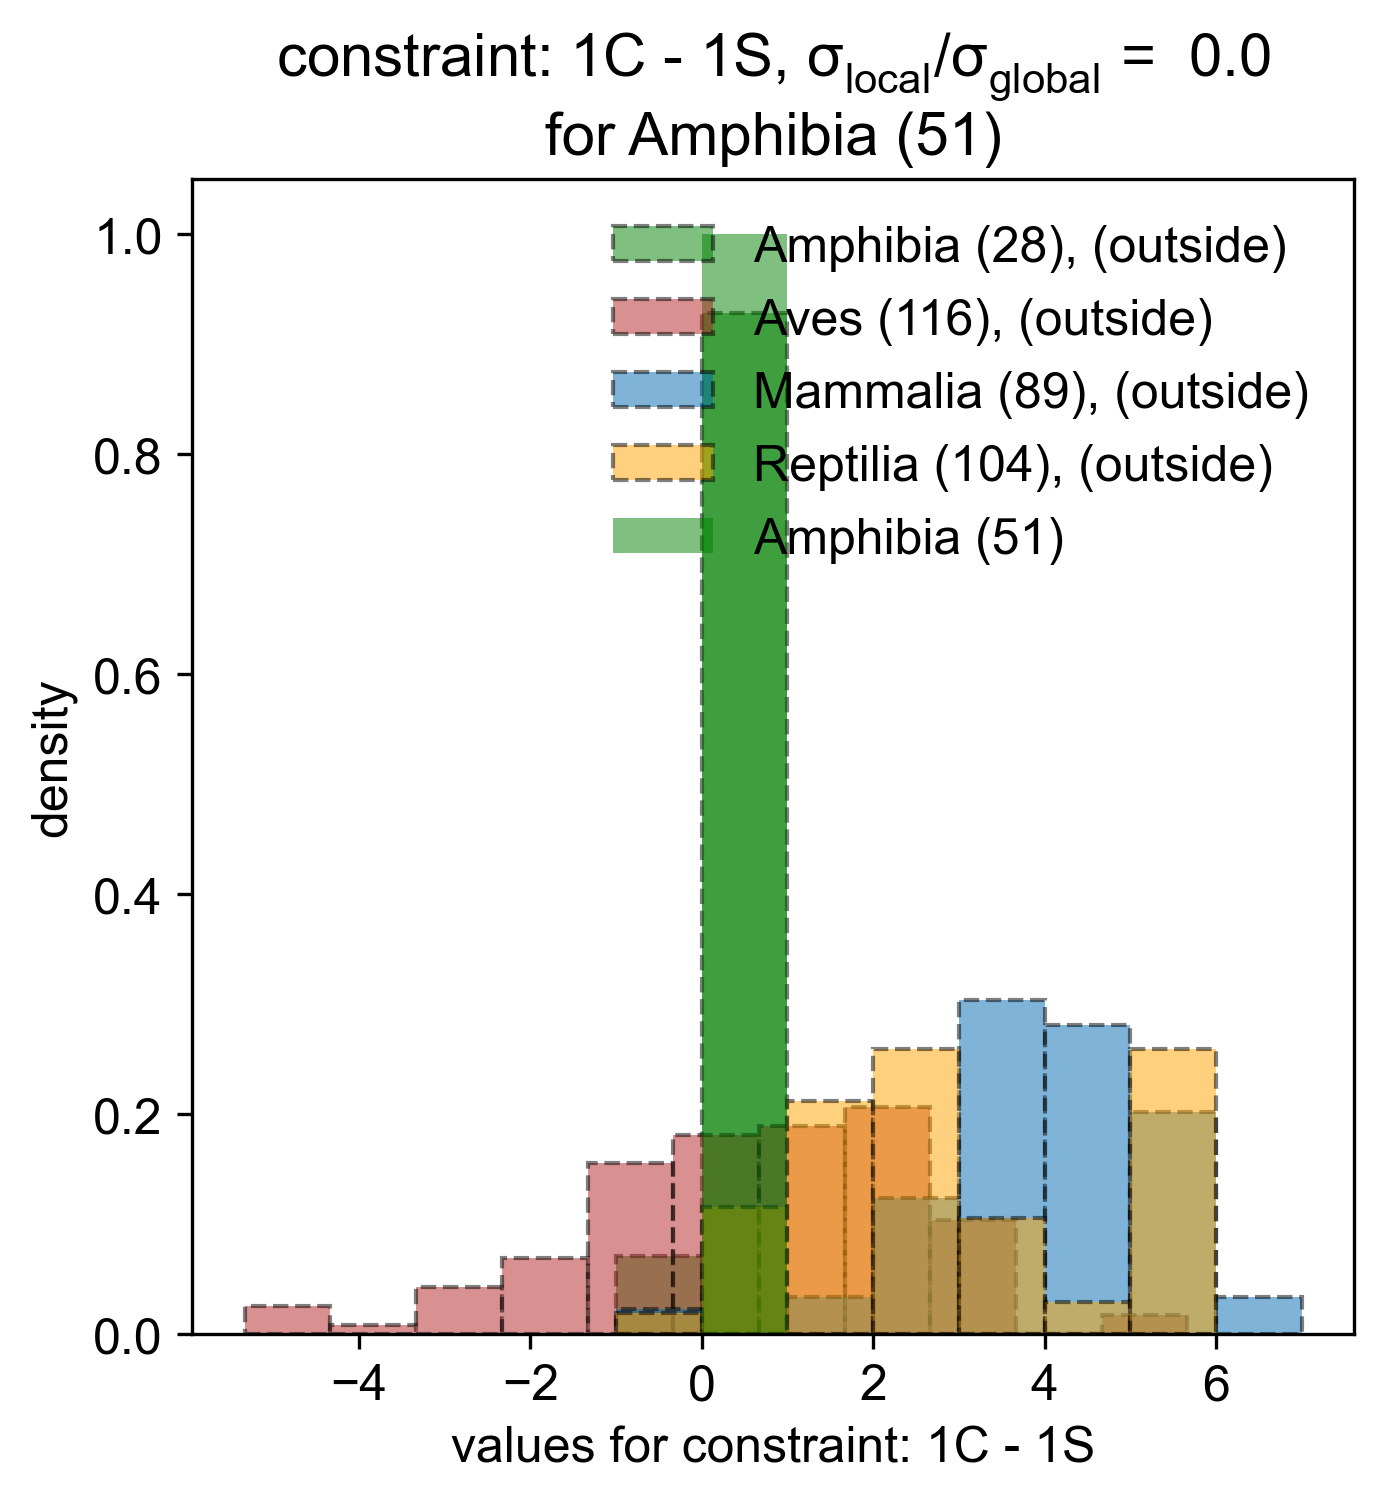 constraint: 1C - 1S, σlocal/σglobal = 0.0
for Amphibia (51)
1.0
0.8
0.6
0.4
0.2
0.0
density
Amphibia (28), (outside)
Aves (116), (outside)
Mammalia (89), (outside)
Reptilia (104), (outside)
Amphibia (51)
−4 −2 0 2 4 6
values for constraint: 1C - 1S